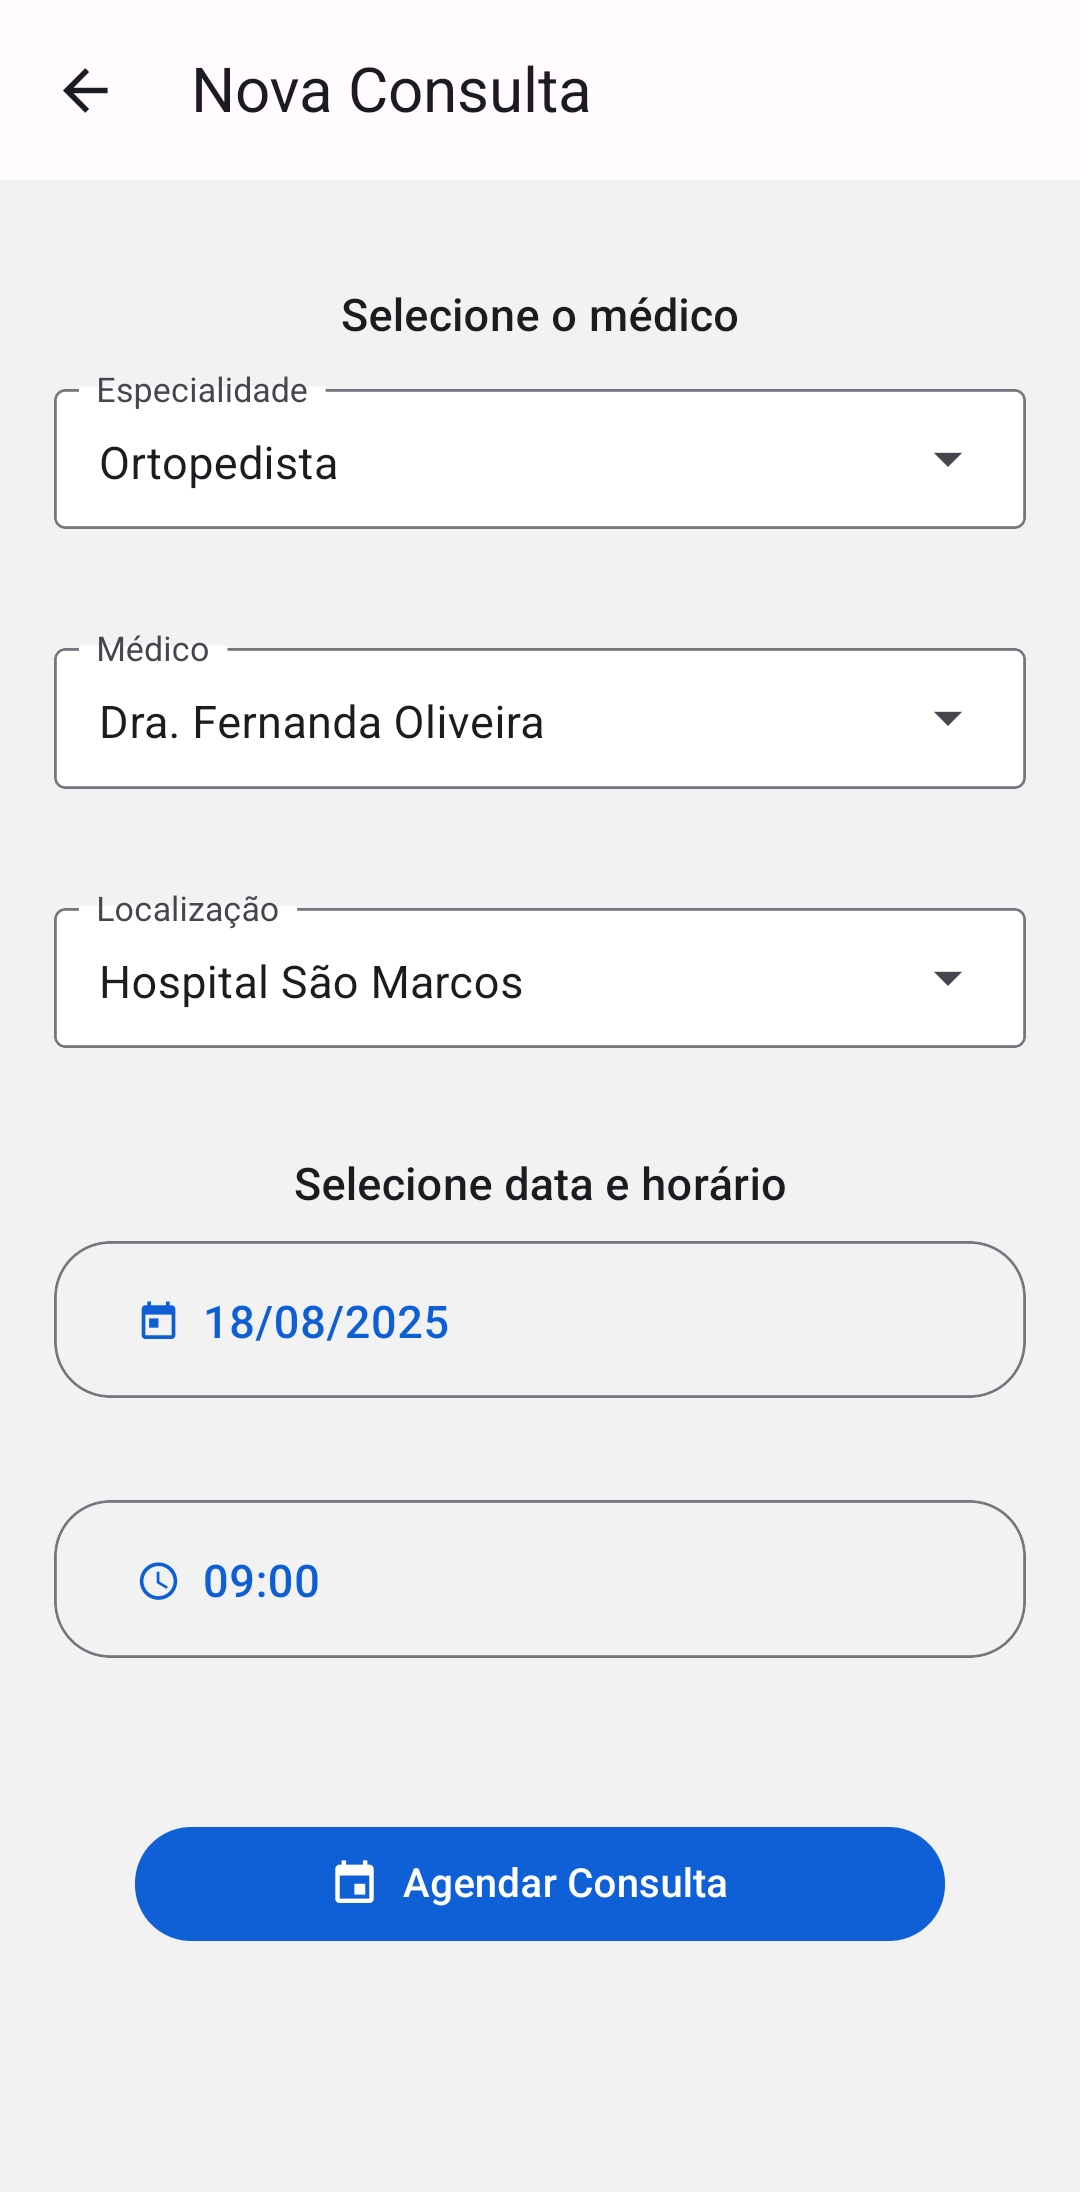 Nova Consulta
Selecione o médico
Especialidade
Ortopedista
Médico
Dra. Fernanda Oliveira
Localização
Hospital São Marcos
Selecione data e horário
18/08/2025
09:00
Agendar Consulta